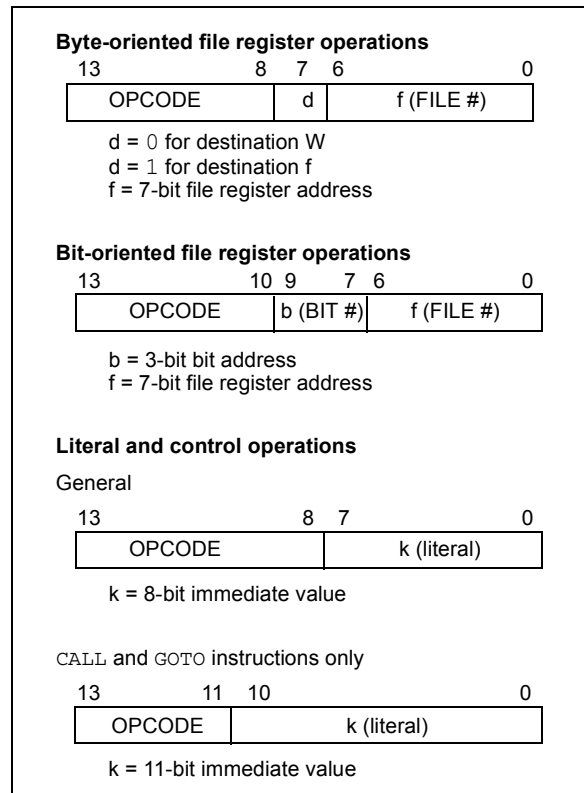 Byte-oriented file register operations
13 8 7 6 0
OPCODE d f (FILE #)
d = 0 for destination W
d = 1 for destination f
f = 7-bit file register address
Bit-oriented file register operations
13 10 9 7 6 0
OPCODE b (BIT #) f (FILE #)
b = 3-bit bit address
f = 7-bit file register address
Literal and control operations
General
13 8 7 0
OPCODE k (literal)
k = 8-bit immediate value
CALL and GOTO instructions only
13 11 10 0
OPCODE k (literal)
k = 11-bit immediate value